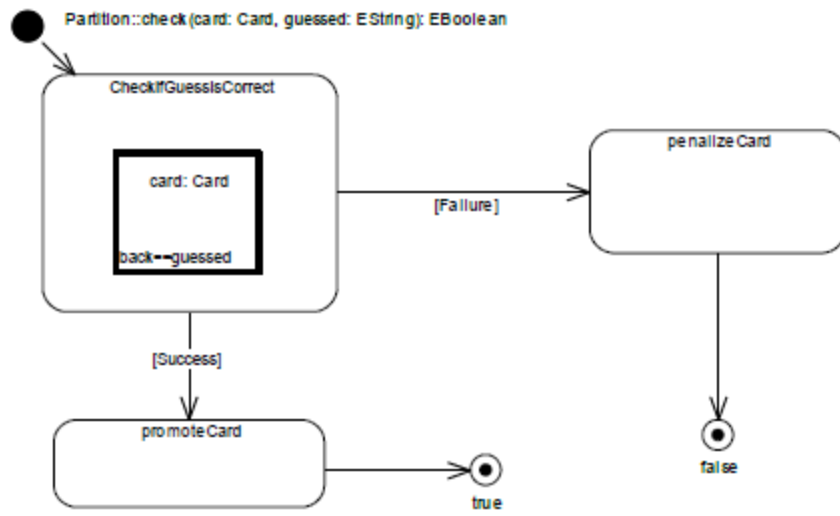 Partition::check(card: Card, guessed: EString): EBoolean
CheckIfGuessIsCorrect
card: Card
back==guessed
[Failure]
penalizeCard
[Success]
promoteCard
true
false